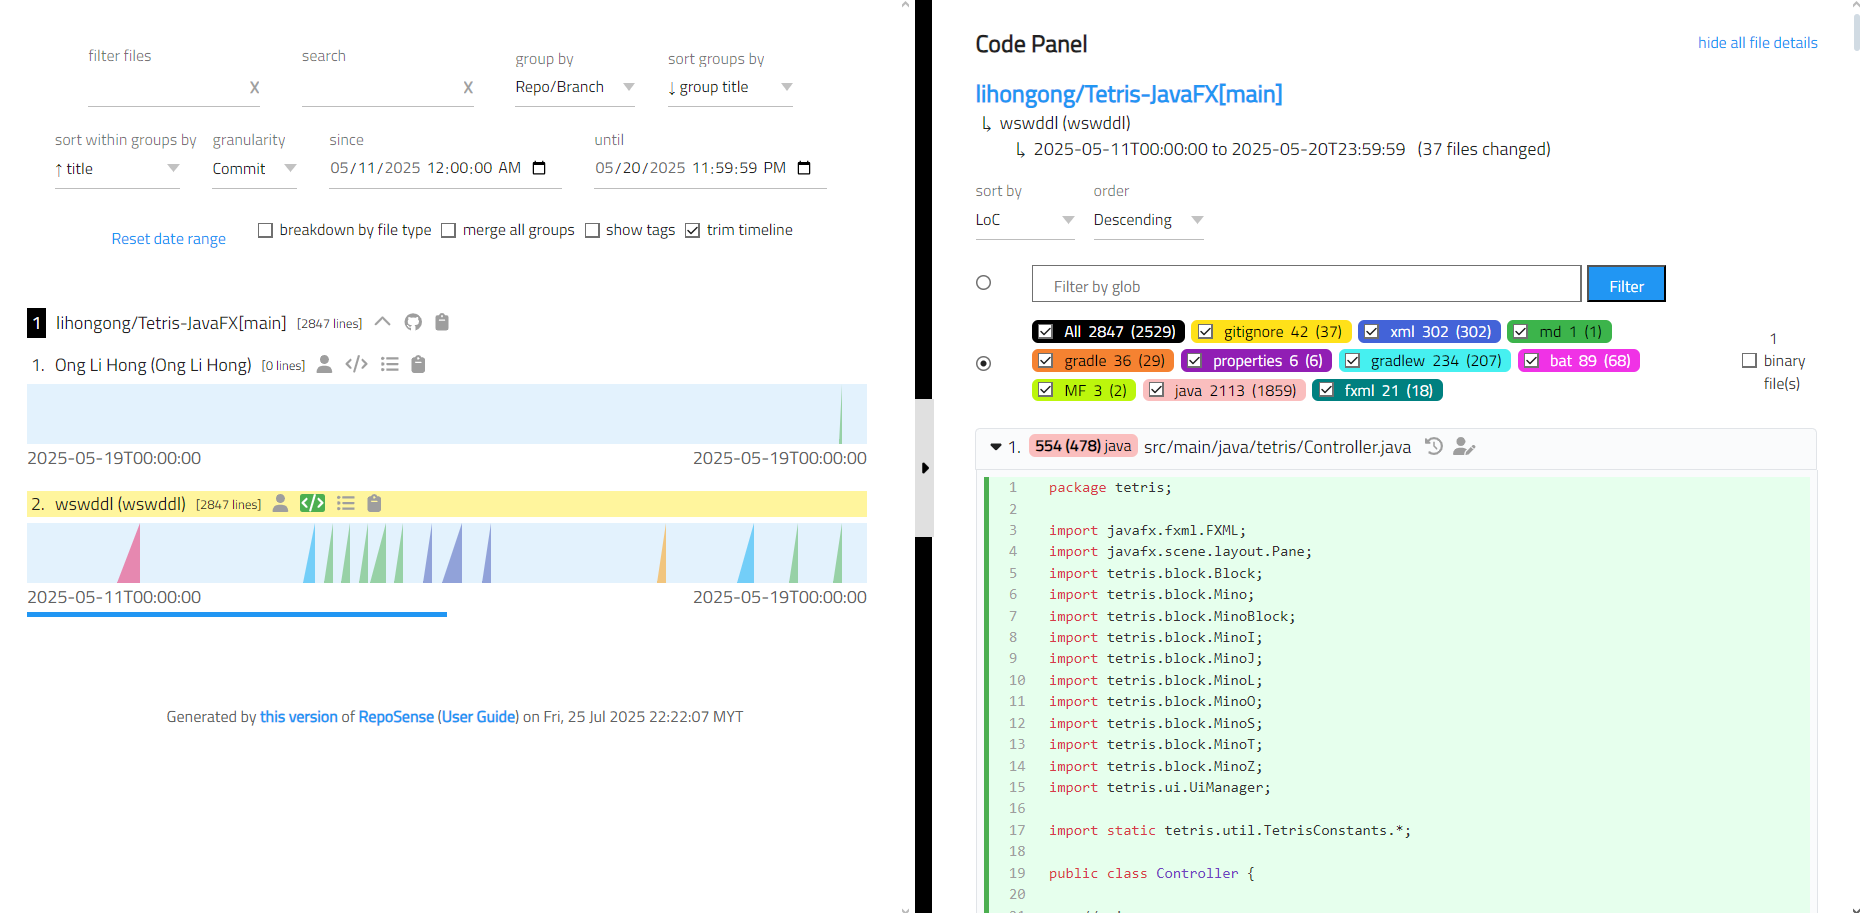 filter files
X
search
X
group by
Repo/Branch
sort groups by
↓ group title
sort within groups by
↑ title
granularity
Commit
since
05/11/2025 12:00:00 AM
until
05/20/2025 11:59:59 PM
Reset date range
breakdown by file type
merge all groups
show tags
trim timeline
1 lihongong/Tetris-JavaFX[main] [2847 lines]
1. Ong Li Hong (Ong Li Hong) [0 lines]
2025-05-19T00:00:00 2025-05-19T00:00:00
2. wswddl (wswddl) [2847 lines] </>
2025-05-11T00:00:00 2025-05-19T00:00:00
Generated by this version of RepoSense (User Guide) on Fri, 25 Jul 2025 22:22:07 MYT
Code Panel
hide all file details
lihongong/Tetris-JavaFX[main]
↳ wswddl (wswddl)
↳ 2025-05-11T00:00:00 to 2025-05-20T23:59:59 (37 files changed)
sort by
LoC
order
Descending
Filter by glob
Filter
All 2847 (2529) gitignore 42 (37) xml 302 (302) md 1 (1)
gradle 36 (29) properties 6 (6) gradlew 234 (207) bat 89 (68)
MF 3 (2) java 2113 (1859) fxml 21 (18)
1
binary
file(s)
1. 554 (478) java src/main/java/tetris/Controller.java
1 package tetris;
2
3 import javafx.fxml.FXML;
4 import javafx.scene.layout.Pane;
5 import tetris.block.Block;
6 import tetris.block.Mino;
7 import tetris.block.MinoBlock;
8 import tetris.block.MinoI;
9 import tetris.block.MinoJ;
10 import tetris.block.MinoL;
11 import tetris.block.MinoO;
12 import tetris.block.MinoS;
13 import tetris.block.MinoT;
14 import tetris.block.MinoZ;
15 import tetris.ui.UiManager;
16
17 import static tetris.util.TetrisConstants.*;
18
19 public class Controller {
20